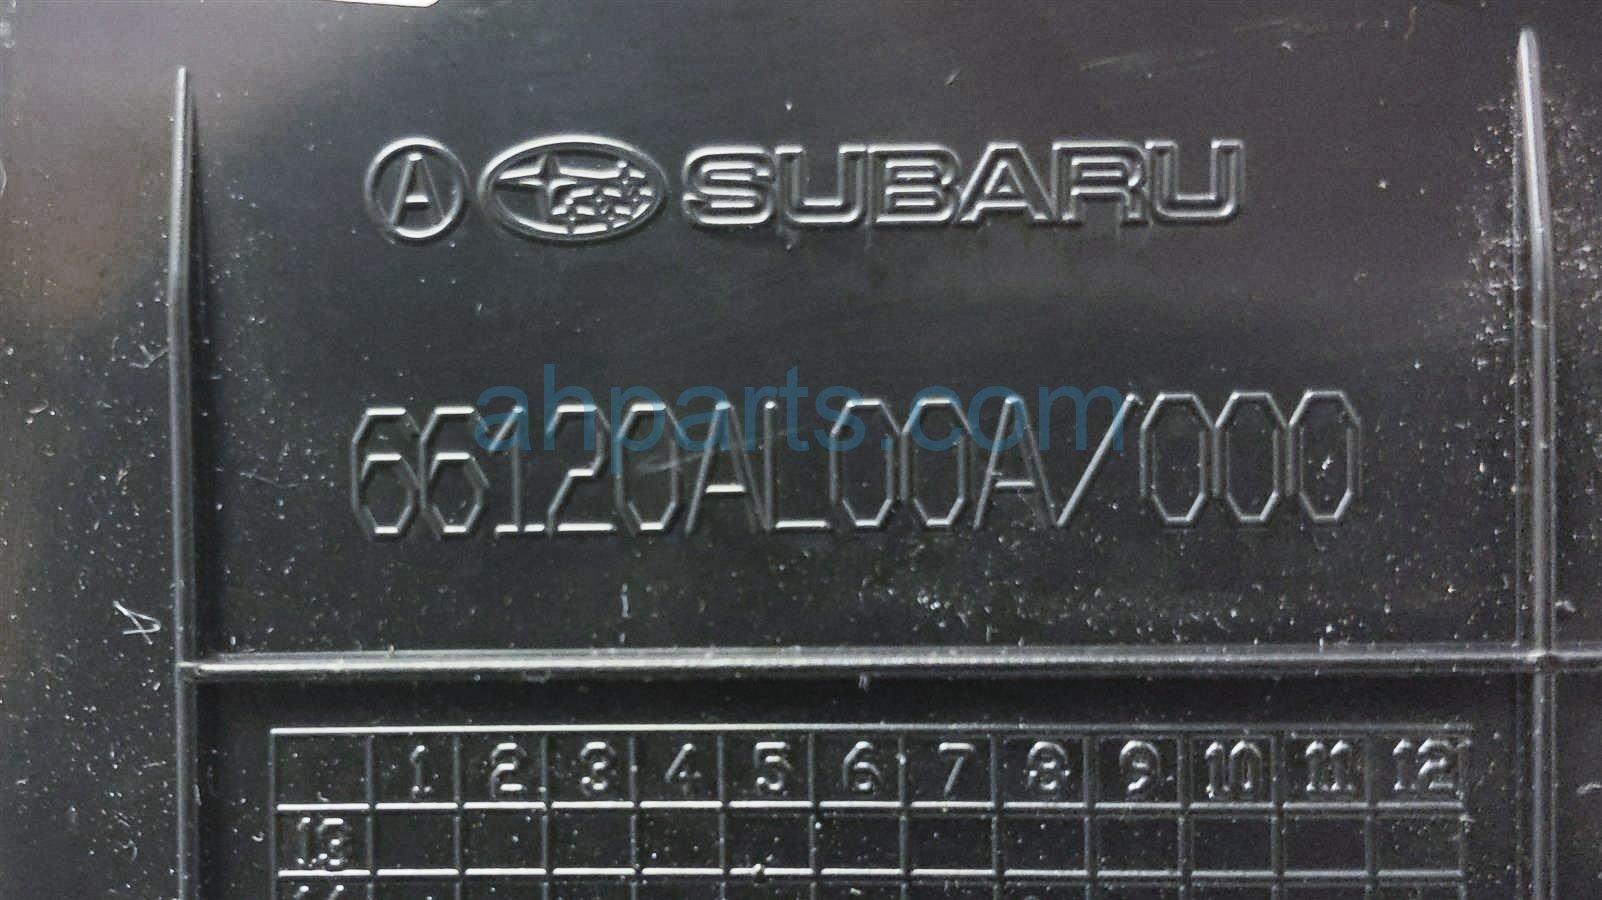 A SUBARU
66120AL00A/000
ahparts.com
A
1 2 3 4 5 6 7 8 9 10 11 12
13